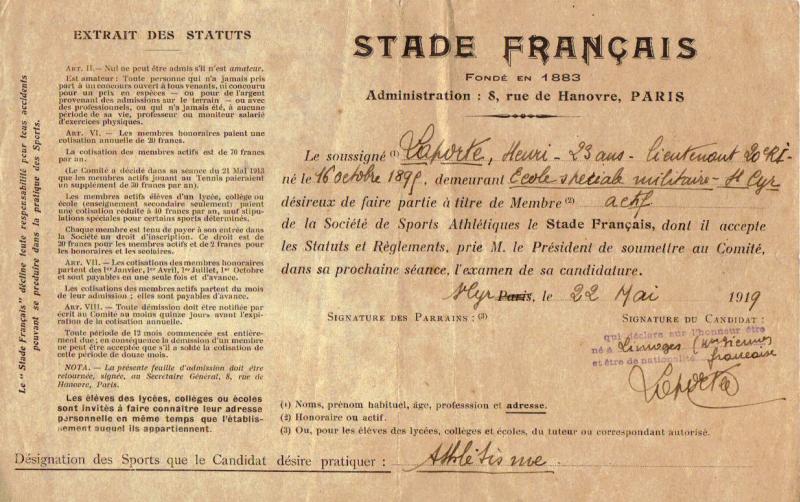 Le "Stade Français" décline toute responsabilité pour tous accidents
pouvant se produire dans la pratique des Sports.
EXTRAIT DES STATUTS
ART. II. — Nul ne peut être admis s'il n'est amateur.
Est amateur : Toute personne qui n'a jamais pris
part à un concours ouvert à tous venants, ni concouru
pour un prix en espèces — ou pour de l'argent
provenant des admissions sur le terrain — ou avec
des professionnels, ou qui n'a jamais été, à aucune
période de sa vie, professeur ou moniteur salarié
d'exercices physiques.
ART. VI. — Les membres honoraires paient une
cotisation annuelle de 20 francs.
La cotisation des membres actifs est de 70 francs
par an.
(Le Comité a décidé dans sa séance du 21 Mai 1913
que les membres actifs jouant au Tennis paieraient
un supplément de 30 francs par an).
Les membres actifs élèves d'un lycée, collège ou
école (enseignement secondaire seulement) paient
une cotisation réduite à 40 francs par an, sauf stipu-
lations spéciales pour certains sports déterminés.
Chaque membre est tenu de payer à son entrée dans
la Société un droit d'inscription. Ce droit est de
20 francs pour les membres actifs et de 2 francs pour
les honoraires et les scolaires.
ART. VII. — Les cotisations des membres honoraires
partent des 1er Janvier, 1er Avril, 1er Juillet, 1er Octobre
et sont payables en une seule fois et d'avance.
Les cotisations des membres actifs partent du mois
de leur admission ; elles sont payables d'avance.
ART. VIII. — Toute démission doit être notifiée par
écrit au Comité au moins quinze jours avant l'expi-
ration de la cotisation annuelle.
Toute période de 12 mois commencée est entière-
ment due ; en conséquence la démission d'un membre
ne peut être acceptée que s'il a soldé la cotisation de
cette période de douze mois.
NOTA. — La présente feuille d'admission doit être
retournée, signée, au Secrétaire Général, 8, rue de
Hanovre, Paris.
Les élèves des lycées, collèges ou écoles
sont invités à faire connaître leur adresse
personnelle en même temps que l'établis-
sement auquel ils appartiennent.
STADE FRANÇAIS
FONDÉ EN 1883
Administration : 8, rue de Hanovre, PARIS
Le soussigné (1) Laporte, Henri - 23 ans - lieutenant 20e RI -
né le 16 octobre 1895, demeurant Ecole spéciale militaire - St Cyr
désireux de faire partie à titre de Membre (2) actif
de la Société de Sports Athlétiques le Stade Français, dont il accepte
les Statuts et Règlements, prie M. le Président de soumettre au Comité,
dans sa prochaine séance, l'examen de sa candidature.
St Cyr Paris, le 22 Mai 1919
SIGNATURE DES PARRAINS : (3)
SIGNATURE DU CANDIDAT :
qui déclare sur l'honneur être
né à Limoges (Hte Vienne)
et être de nationalité française
Laporte
(1) Noms, prénom habituel, âge, professsion et adresse.
(2) Honoraire ou actif.
(3) Ou, pour les élèves des lycées, collèges et écoles, du tuteur ou correspondant autorisé.
Désignation des Sports que le Candidat désire pratiquer : Athlétisme.